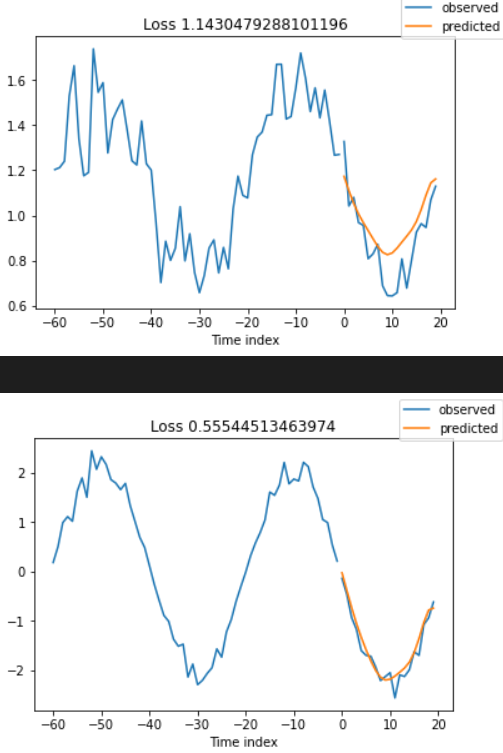 observed
predicted
Loss 1.1430479288101196
1.6
1.4
1.2
1.0
0.8
0.6
−60 −50 −40 −30 −20 −10 0 10 20
Time index
observed
predicted
Loss 0.55544513463974
2
1
0
−1
−2
−60 −50 −40 −30 −20 −10 0 10 20
Time index